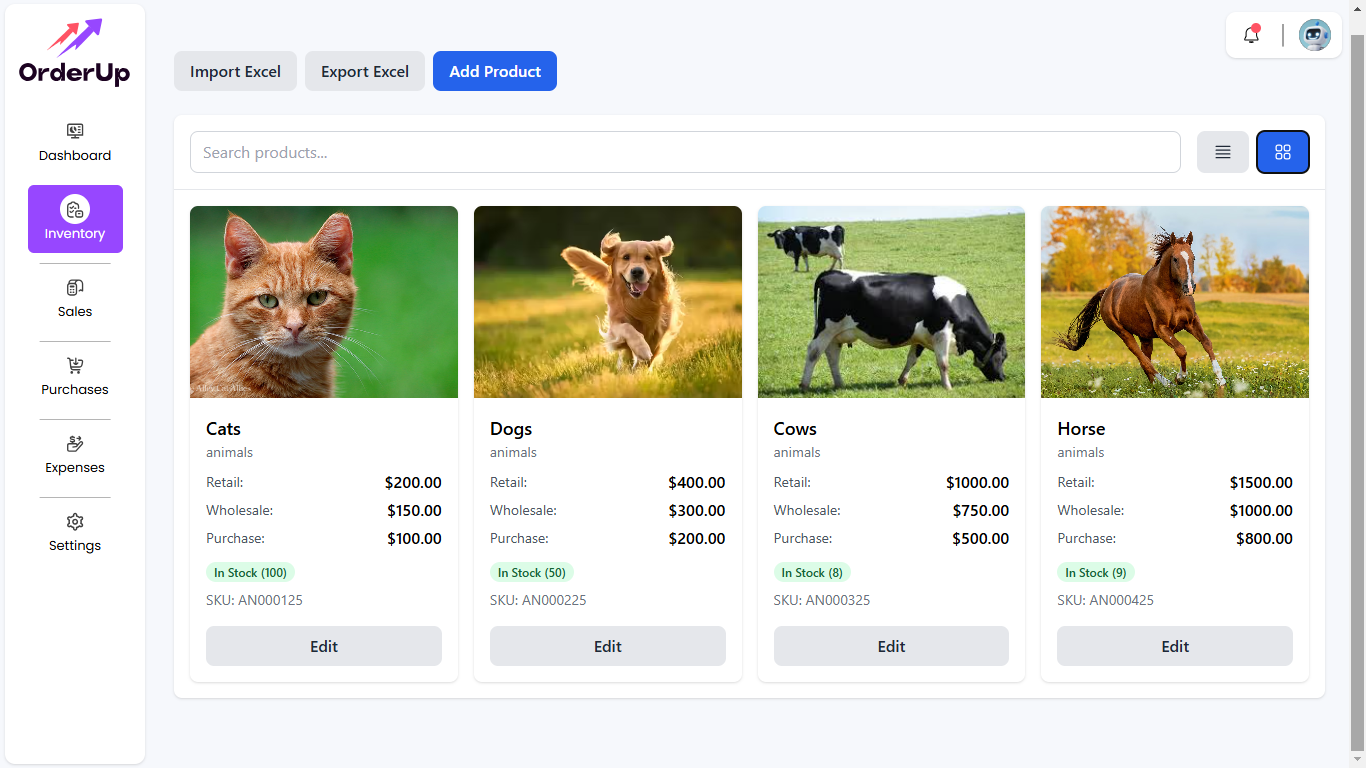 OrderUp
Dashboard
Inventory
Sales
Purchases
Expenses
Settings
Import Excel
Export Excel
Add Product
Search products...
Alley Cat Allies
Cats
animals
Retail: $200.00
Wholesale: $150.00
Purchase: $100.00
In Stock (100)
SKU: AN000125
Edit
Dogs
animals
Retail: $400.00
Wholesale: $300.00
Purchase: $200.00
In Stock (50)
SKU: AN000225
Edit
Cows
animals
Retail: $1000.00
Wholesale: $750.00
Purchase: $500.00
In Stock (8)
SKU: AN000325
Edit
Horse
animals
Retail: $1500.00
Wholesale: $1000.00
Purchase: $800.00
In Stock (9)
SKU: AN000425
Edit